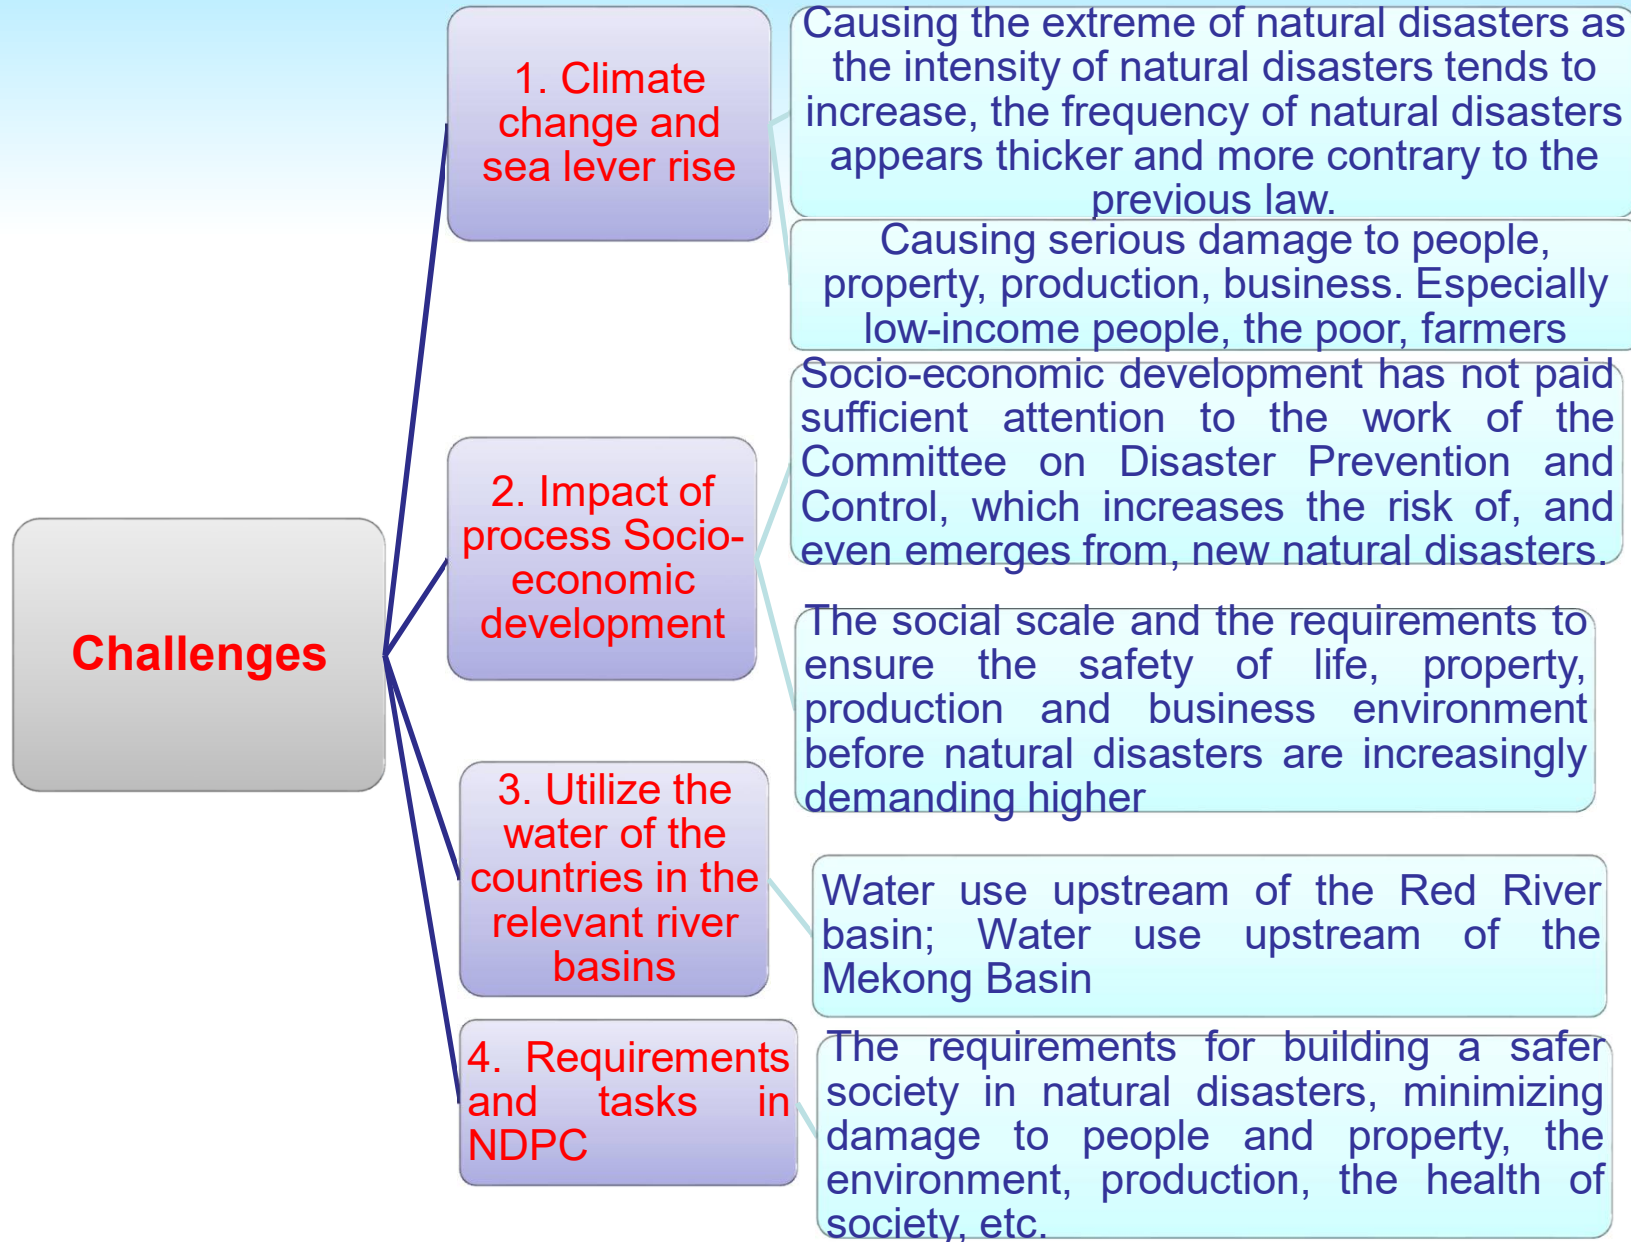 Challenges
1. Climate
change and
sea lever rise
Causing the extreme of natural disasters as
the intensity of natural disasters tends to
increase, the frequency of natural disasters
appears thicker and more contrary to the
previous law.
Causing serious damage to people,
property, production, business. Especially
low-income people, the poor, farmers
2. Impact of
process Socio-
economic
development
Socio-economic development has not paid
sufficient attention to the work of the
Committee on Disaster Prevention and
Control, which increases the risk of, and
even emerges from, new natural disasters.
The social scale and the requirements to
ensure the safety of life, property,
production and business environment
before natural disasters are increasingly
demanding higher
3. Utilize the
water of the
countries in the
relevant river
basins
Water use upstream of the Red River
basin; Water use upstream of the
Mekong Basin
4. Requirements
and tasks in
NDPC
The requirements for building a safer
society in natural disasters, minimizing
damage to people and property, the
environment, production, the health of
society, etc.